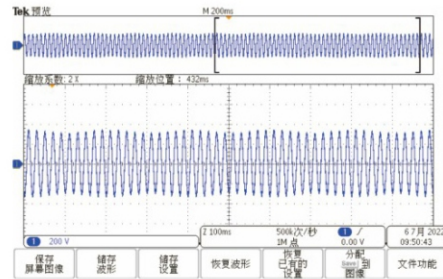 Tek 预览
M 200ms
缩放系数: 2 X
缩放位置: 432ms
Z 100ms
500k次/秒
1M 点
1 /
0.00 V
6 7月 2022
09:50:43
1 200 V
保存
屏幕图像
储存
波形
储存
设置
恢复波形
恢复
已有的
设置
分配
Save 到
图像
文件功能